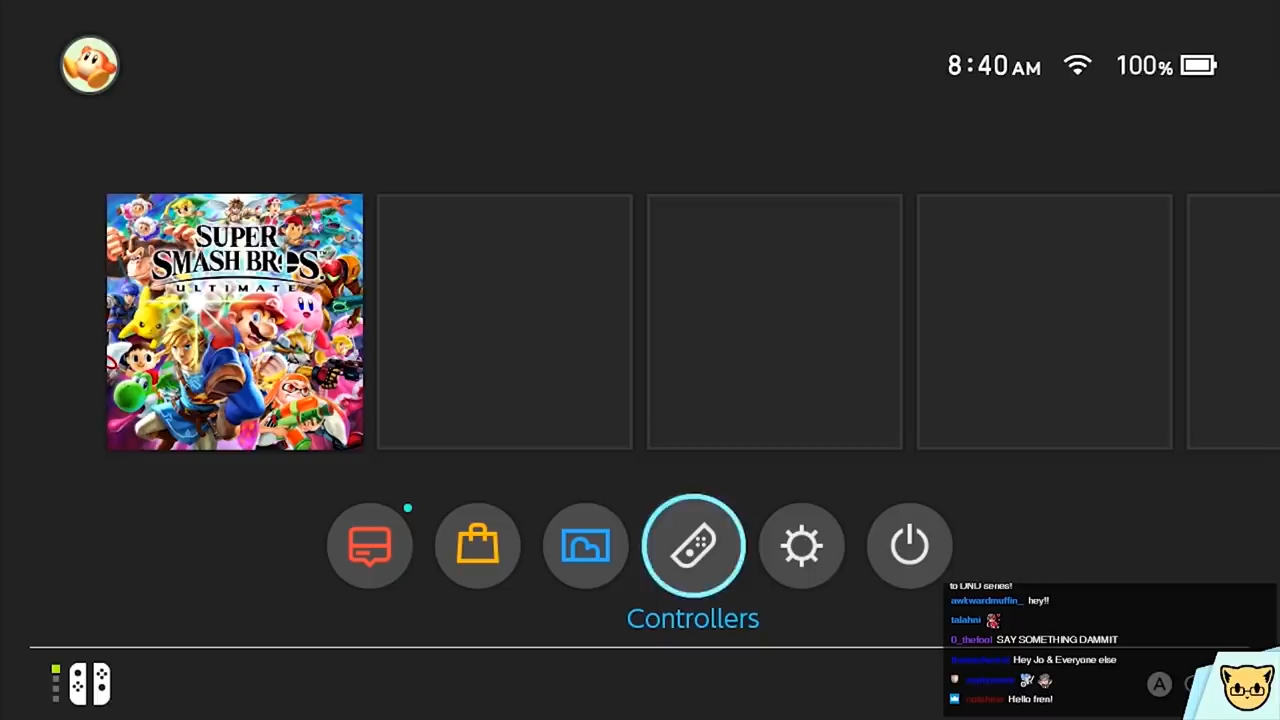 8:40 AM 100%
SUPER
SMASH BROS.
ULTIMATE
Controllers
to DND series!
awkwardmuffin_ hey!!
talahni
0_thefool SAY SOMETHING DAMMIT
Hey Jo & Everyone else
Hello fren!
A